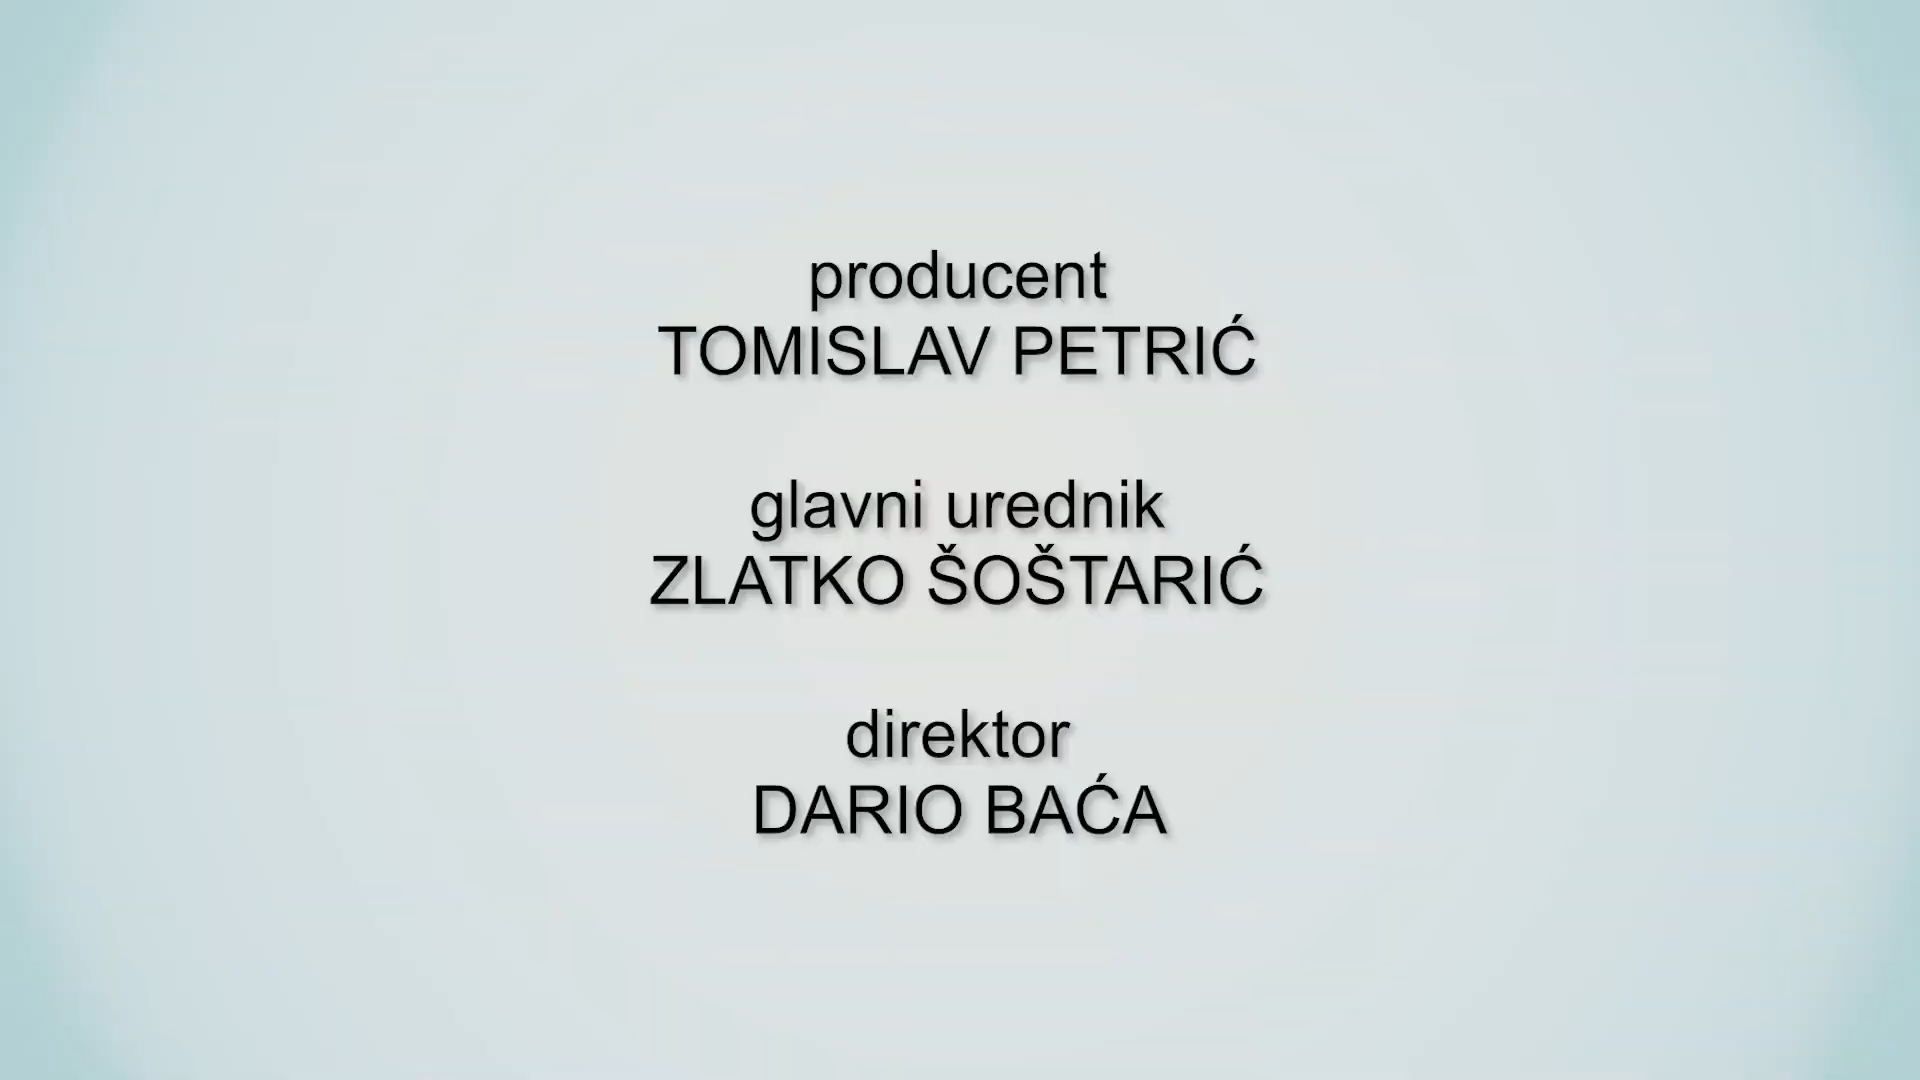 producent
TOMISLAV PETRIĆ
glavni urednik
ZLATKO ŠOŠTARIĆ
direktor
DARIO BAĆA